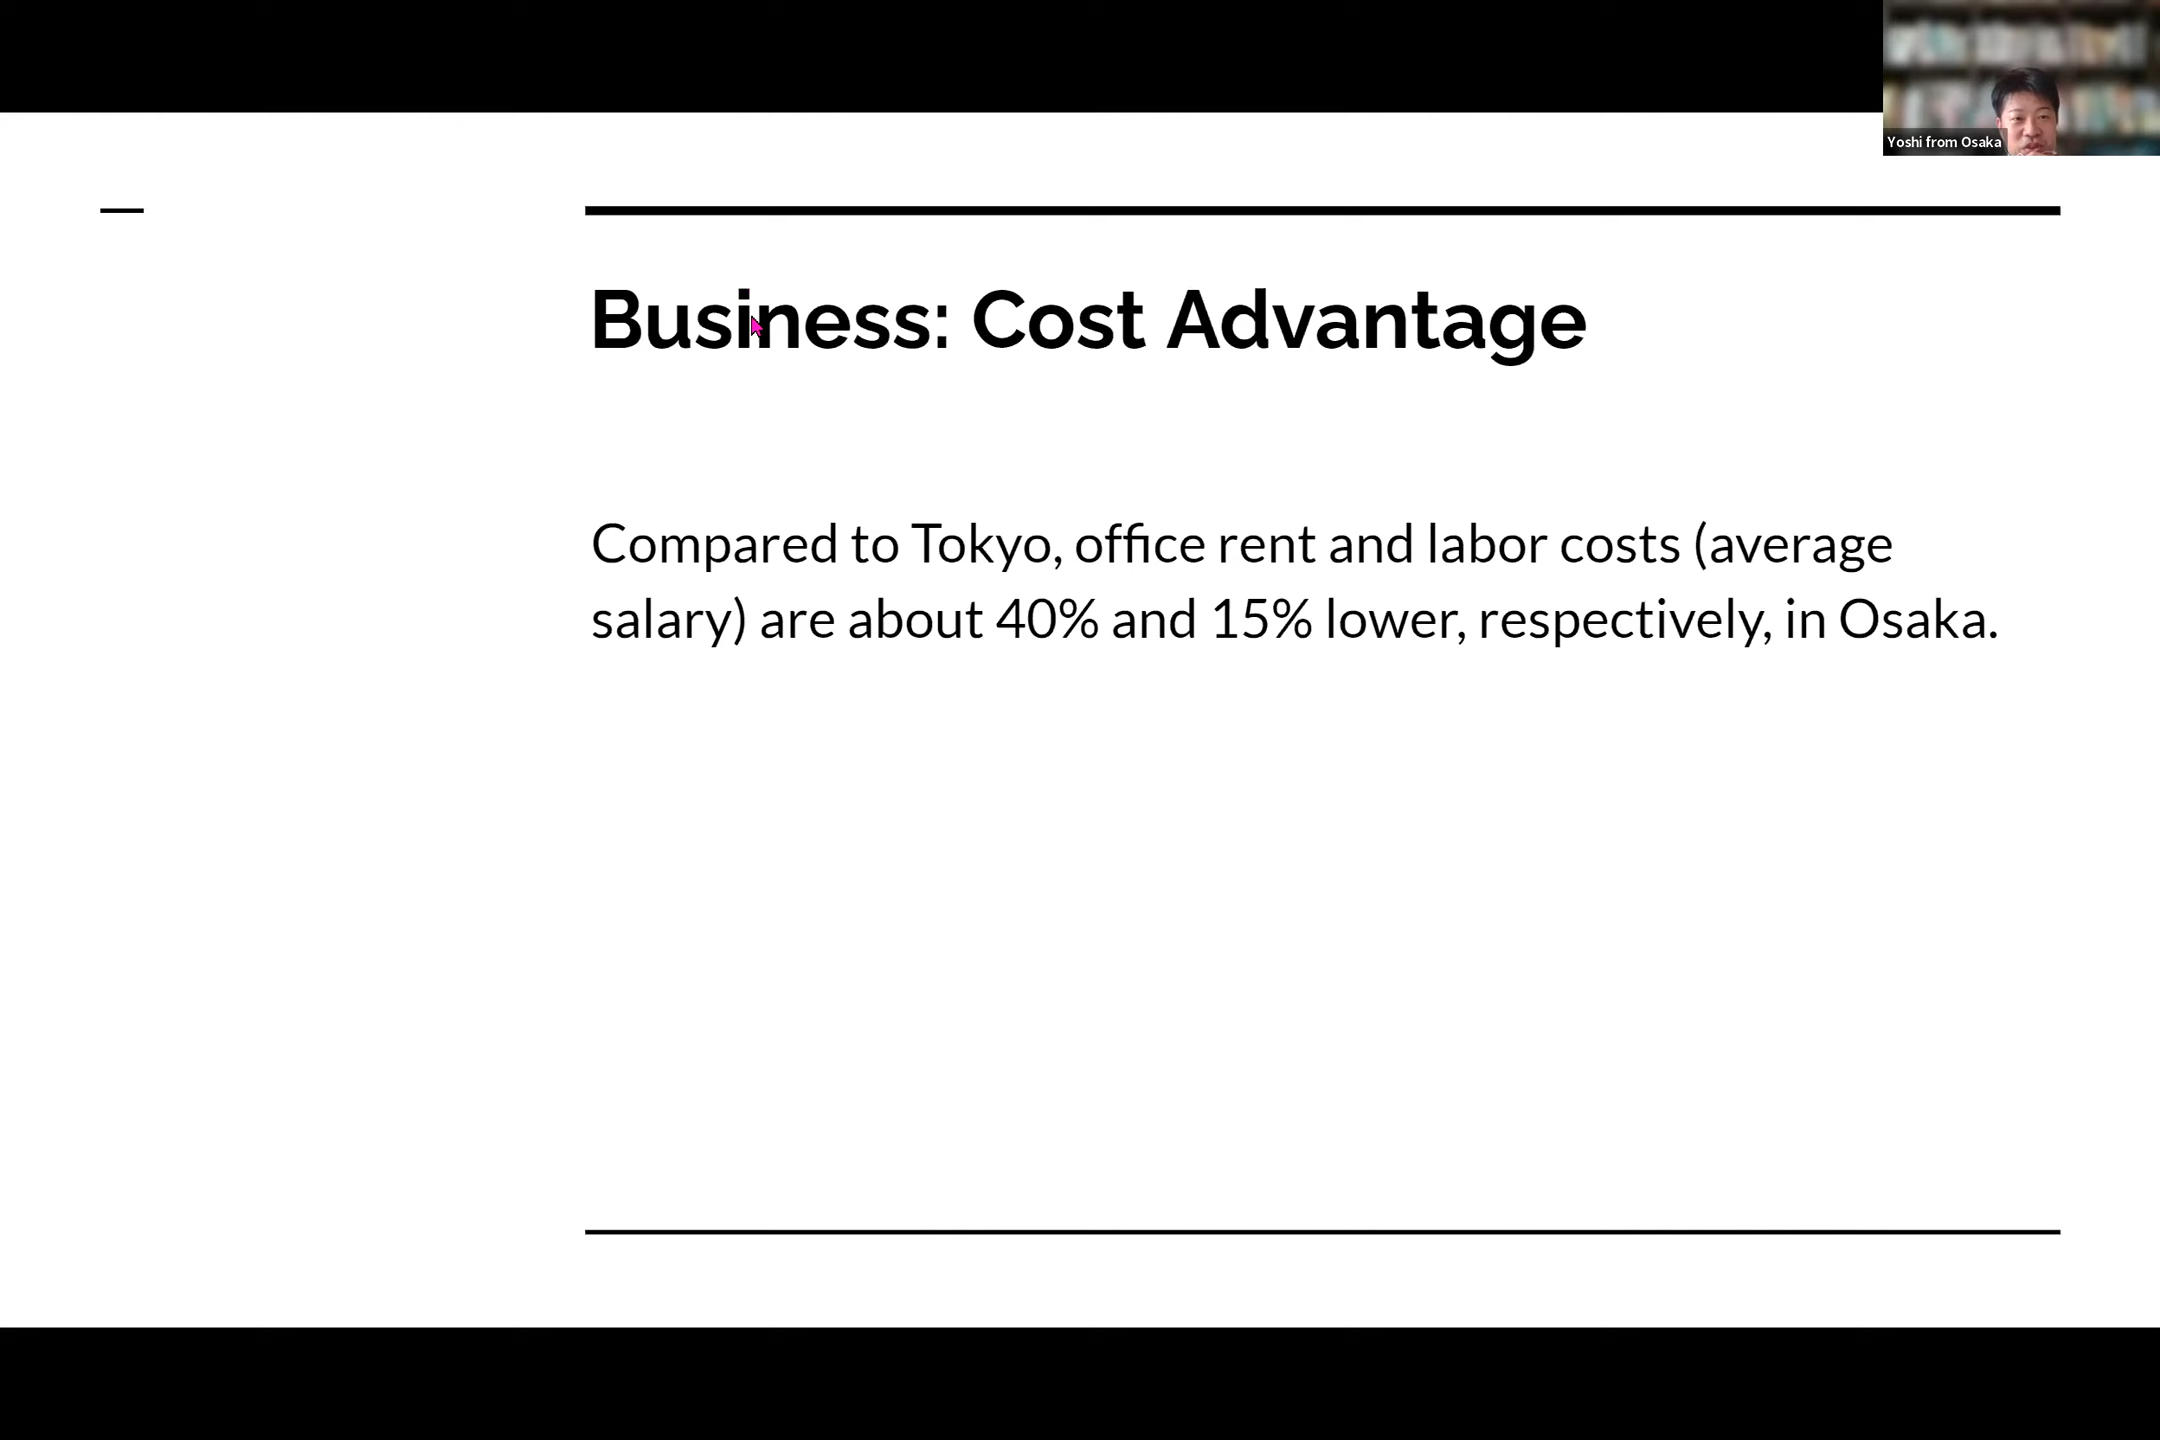 Yoshi from Osaka
Business: Cost Advantage
Compared to Tokyo, office rent and labor costs (average
salary) are about 40% and 15% lower, respectively, in Osaka.